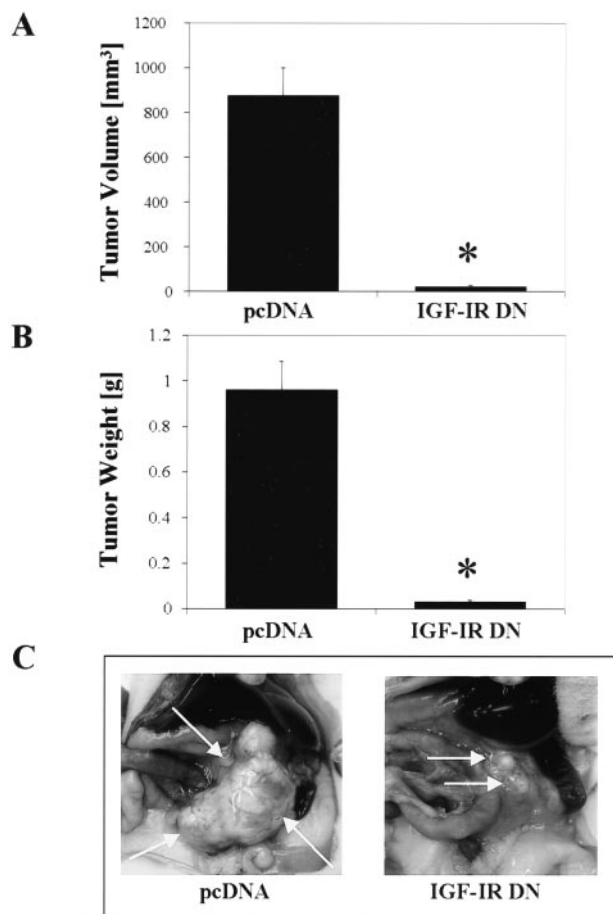 A
Tumor Volume [mm³]
1200
1000
800
600
400
200
0
*
pcDNA
IGF-IR DN
B
Tumor Weight [g]
1.2
1
0.8
0.6
0.4
0.2
0
*
pcDNA
IGF-IR DN
C
pcDNA
IGF-IR DN